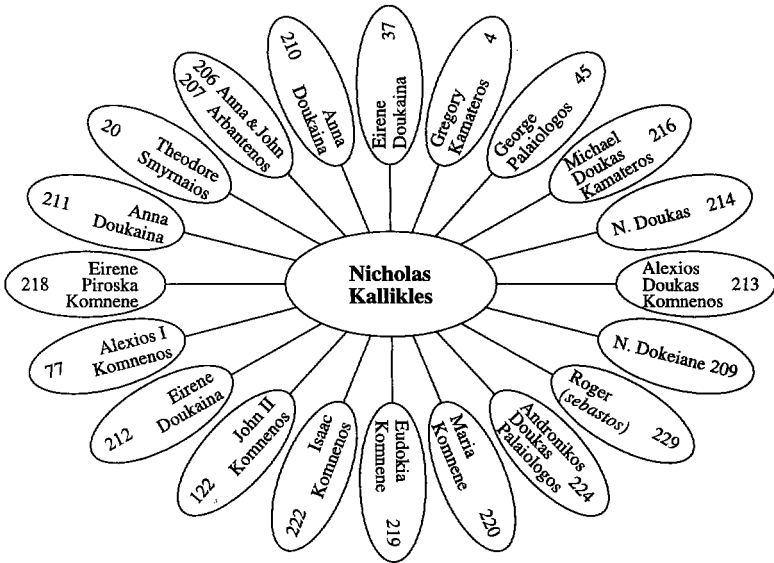 Nicholas
Kallikles
37
Eirene
Doukaina
4
Gregory
Kamateros
45
George
Palaiologos
216
Michael
Doukas
Kamateros
N. Doukas 214
Alexios
Doukas 213
Komnenos
N. Dokeiane 209
Roger
(sebastos) 229
Andronikos
Doukas
Palaiologos 224
Maria
Komnene
220
Eudokia
Komnene
219
Isaac
Komnenos
222
John II
Komnenos
122
Eirene
Doukaina
212
Alexios I
77 Komnenos
Eirene
218 Piroska
Komnene
211 Anna
Doukaina
20 Theodore
Smyrnaios
206 Anna & John
207 Arbantenos
210
Anna
Doukaina